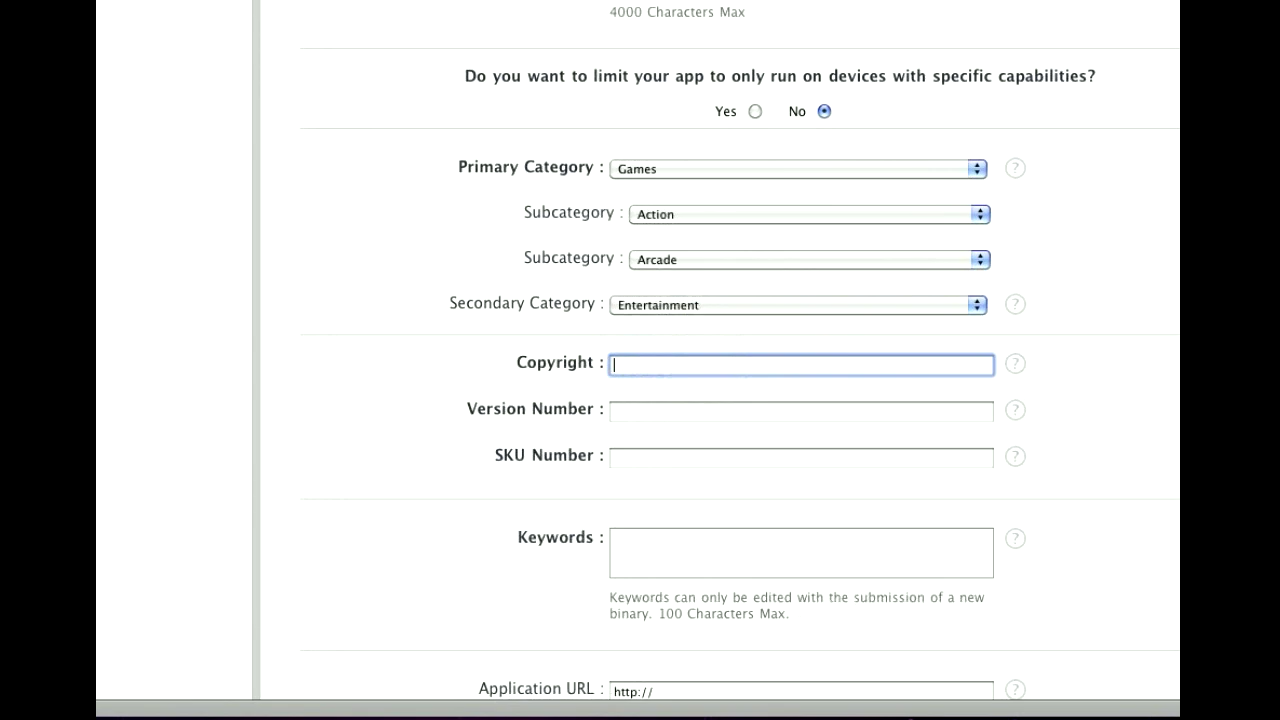 4000 Characters Max
Do you want to limit your app to only run on devices with specific capabilities?
Yes No
Primary Category : Games ?
Subcategory : Action
Subcategory : Arcade
Secondary Category : Entertainment ?
Copyright : ?
Version Number : ?
SKU Number : ?
Keywords : ?
Keywords can only be edited with the submission of a new
binary. 100 Characters Max.
Application URL : http:// ?